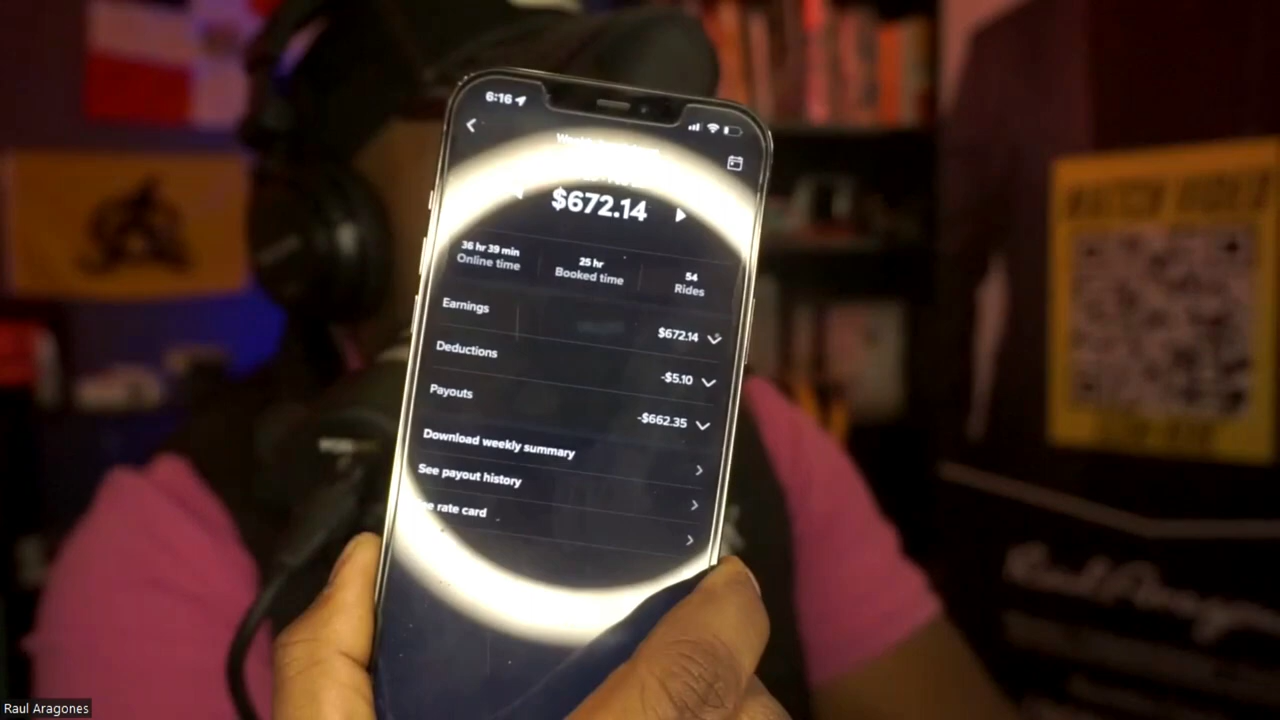 6:16
$672.14
36 hr 39 min
Online time
25 hr
Booked time
54
Rides
Earnings
$672.14
Deductions
-$5.10
Payouts
-$662.35
Download weekly summary
See payout history
rate card
Raul Aragones